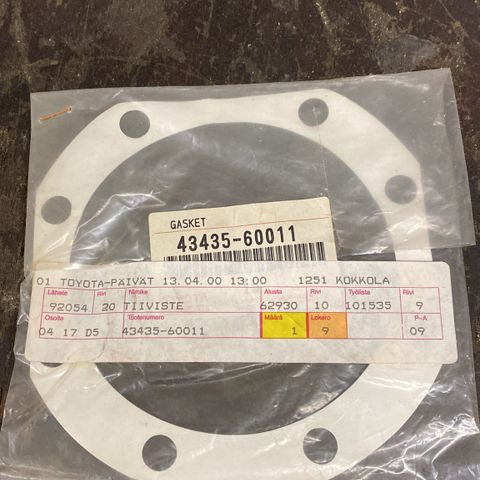 GASKET
43435-60011
01 TOYOTA-PÄIVÄT 13.04.00 13:00 1251 KOKKOLA
Lähete Rivi Nimike Alusta Rivi Työlista Rivi
92054 20 TIIVISTE 62930 10 101535 9
Osoite Tuotenumero Määrä Lokero P-A
04 17 D5 43435-60011 1 9 09